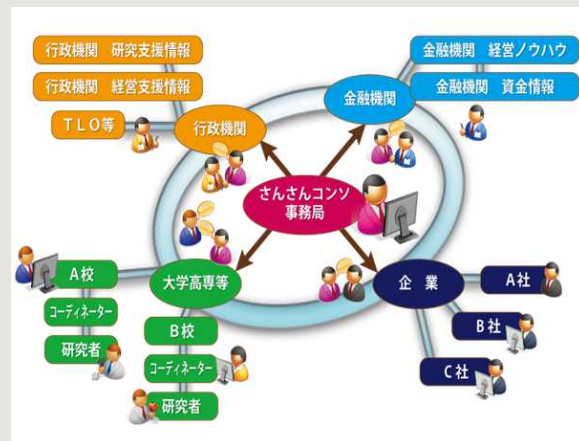 行政機関 研究支援情報
行政機関 経営支援情報
TLO等
行政機関
金融機関 経営ノウハウ
金融機関 資金情報
金融機関
さんさんコンソ
事務局
大学高専等
A校
コーディネーター
研究者
B校
コーディネーター
研究者
企 業
A社
B社
C社